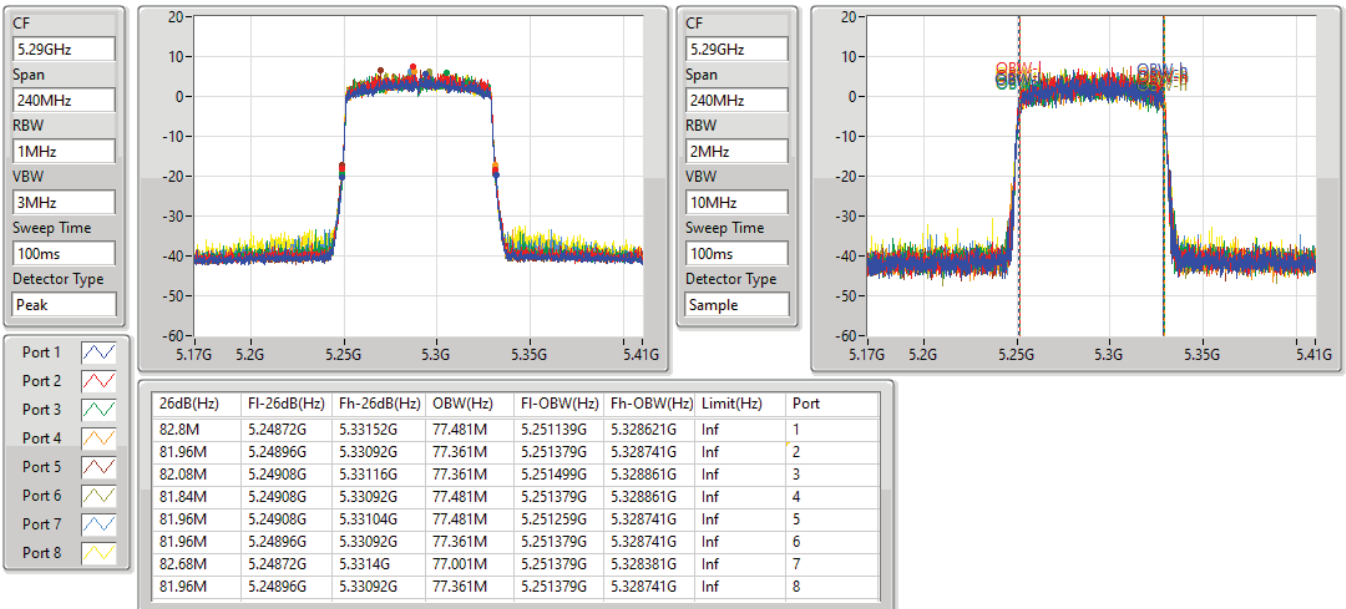 CF
5.29GHz
Span
240MHz
RBW
1MHz
VBW
3MHz
Sweep Time
100ms
Detector Type
Peak
20
10
0
-10
-20
-30
-40
-50
-60
5.17G 5.2G 5.25G 5.3G 5.35G 5.41G
CF
5.29GHz
Span
240MHz
RBW
2MHz
VBW
10MHz
Sweep Time
100ms
Detector Type
Sample
20
10
0
-10
-20
-30
-40
-50
-60
OBW-l
OBW-h
5.17G 5.2G 5.25G 5.3G 5.35G 5.41G
Port 1
Port 2
Port 3
Port 4
Port 5
Port 6
Port 7
Port 8
26dB(Hz) Fl-26dB(Hz) Fh-26dB(Hz) OBW(Hz) Fl-OBW(Hz) Fh-OBW(Hz) Limit(Hz) Port
82.8M 5.24872G 5.33152G 77.481M 5.251139G 5.328621G Inf 1
81.96M 5.24896G 5.33092G 77.361M 5.251379G 5.328741G Inf 2
82.08M 5.24908G 5.33116G 77.361M 5.251499G 5.328861G Inf 3
81.84M 5.24908G 5.33092G 77.481M 5.251379G 5.328861G Inf 4
81.96M 5.24908G 5.33104G 77.481M 5.251259G 5.328741G Inf 5
81.96M 5.24896G 5.33092G 77.361M 5.251379G 5.328741G Inf 6
82.68M 5.24872G 5.3314G 77.001M 5.251379G 5.328381G Inf 7
81.96M 5.24896G 5.33092G 77.361M 5.251379G 5.328741G Inf 8